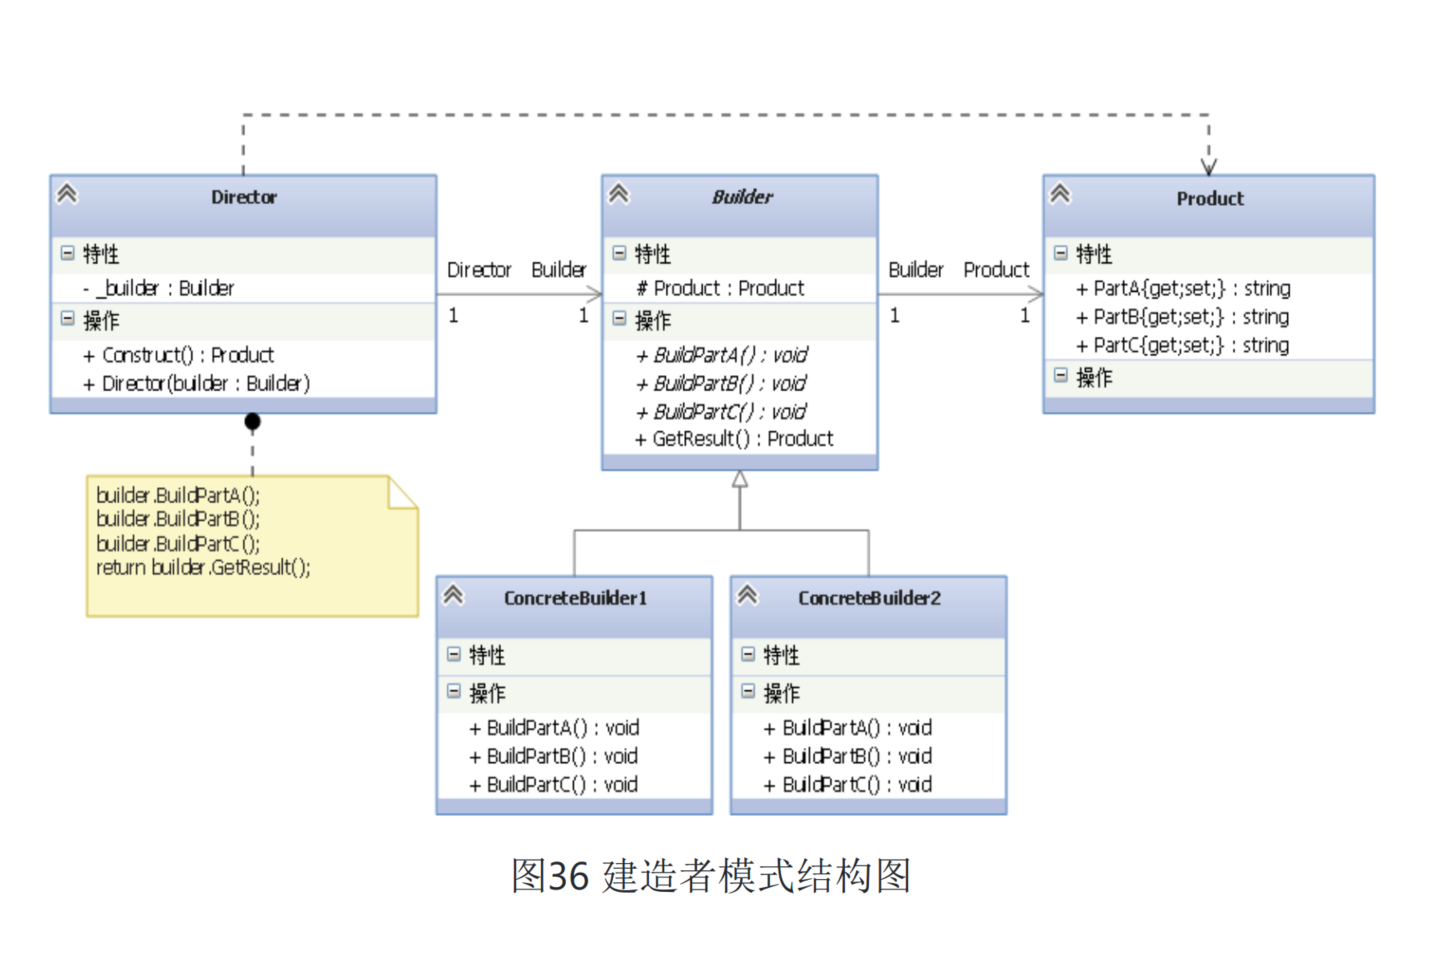 Director
特性
- _builder : Builder
操作
+ Construct() : Product
+ Director(builder : Builder)
Director Builder
1 1
Builder
特性
# Product : Product
操作
+ BuildPartA() : void
+ BuildPartB() : void
+ BuildPartC() : void
+ GetResult() : Product
Builder Product
1 1
Product
特性
+ PartA{get;set;} : string
+ PartB{get;set;} : string
+ PartC{get;set;} : string
操作
builder.BuildPartA();
builder.BuildPartB();
builder.BuildPartC();
return builder.GetResult();
ConcreteBuilder1
特性
操作
+ BuildPartA() : void
+ BuildPartB() : void
+ BuildPartC() : void
ConcreteBuilder2
特性
操作
+ BuildPartA() : void
+ BuildPartB() : void
+ BuildPartC() : void
图36 建造者模式结构图